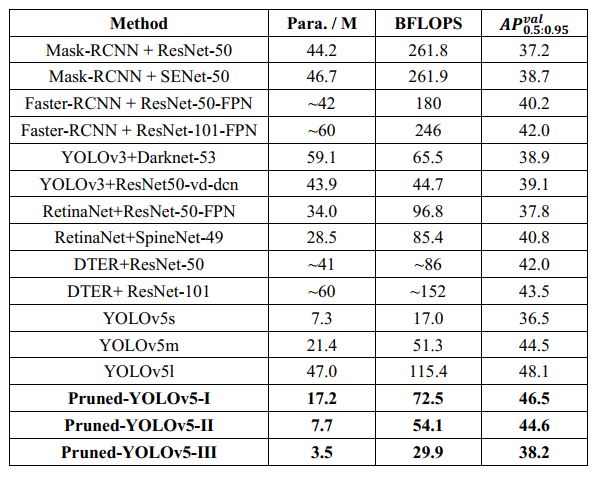 Method Para. / M BFLOPS AP val 0.5:0.95
Mask-RCNN + ResNet-50 44.2 261.8 37.2
Mask-RCNN + SENet-50 46.7 261.9 38.7
Faster-RCNN + ResNet-50-FPN ~42 180 40.2
Faster-RCNN + ResNet-101-FPN ~60 246 42.0
YOLOv3+Darknet-53 59.1 65.5 38.9
YOLOv3+ResNet50-vd-dcn 43.9 44.7 39.1
RetinaNet+ResNet-50-FPN 34.0 96.8 37.8
RetinaNet+SpineNet-49 28.5 85.4 40.8
DTER+ResNet-50 ~41 ~86 42.0
DTER+ ResNet-101 ~60 ~152 43.5
YOLOv5s 7.3 17.0 36.5
YOLOv5m 21.4 51.3 44.5
YOLOv5l 47.0 115.4 48.1
Pruned-YOLOv5-I 17.2 72.5 46.5
Pruned-YOLOv5-II 7.7 54.1 44.6
Pruned-YOLOv5-III 3.5 29.9 38.2